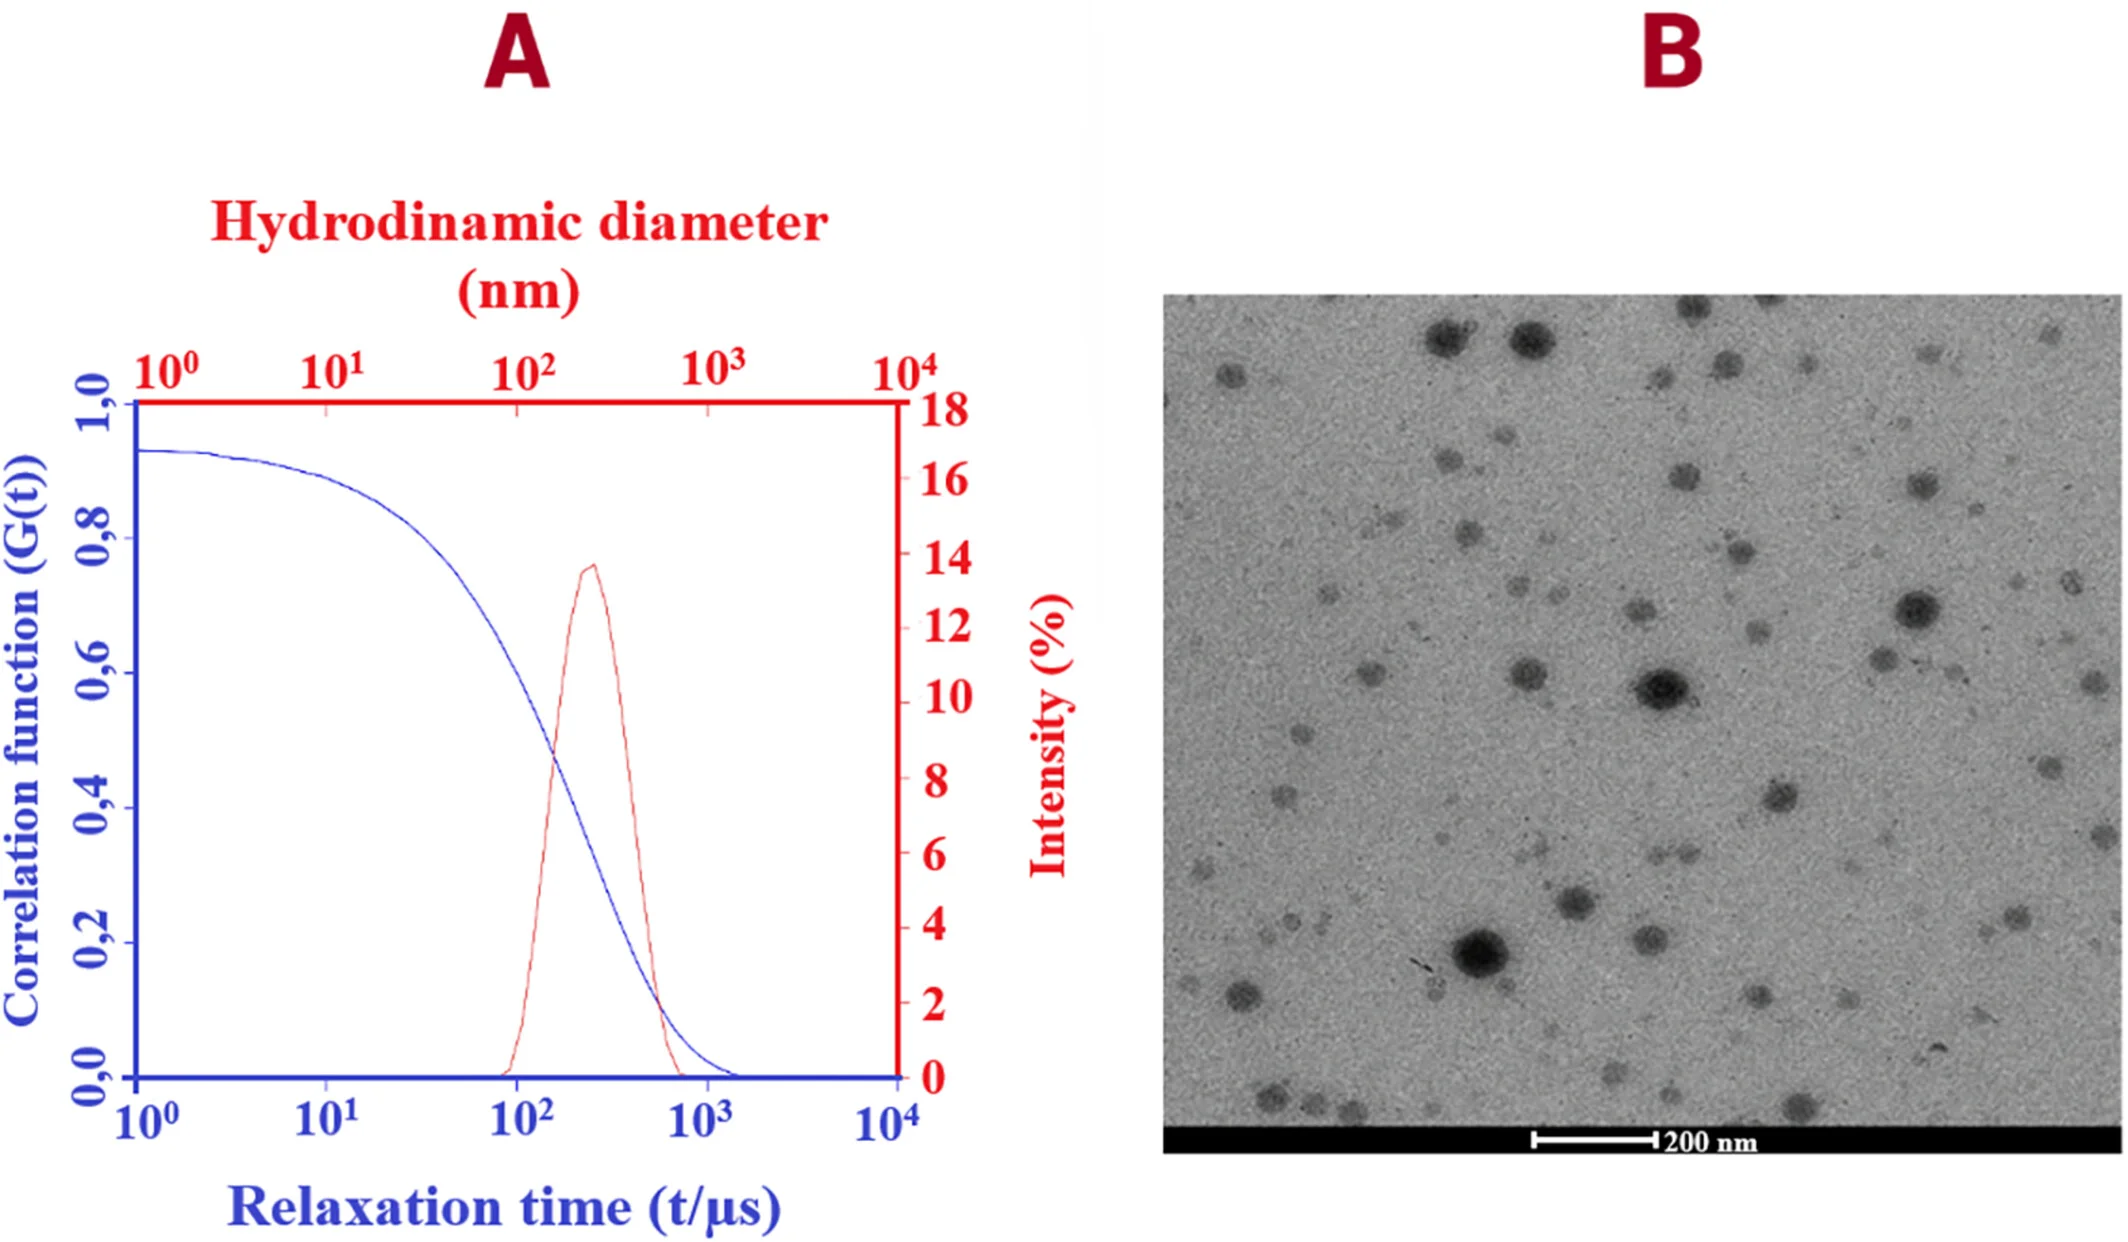 A
B
Hydrodinamic diameter
(nm)
10⁰ 10¹ 10² 10³ 10⁴
Correlation function (G(t))
1,0
0,8
0,6
0,4
0,2
0,0
18
16
14
12
10
8
6
4
2
0
Intensity (%)
10⁰ 10¹ 10² 10³ 10⁴
Relaxation time (t/μs)
200 nm